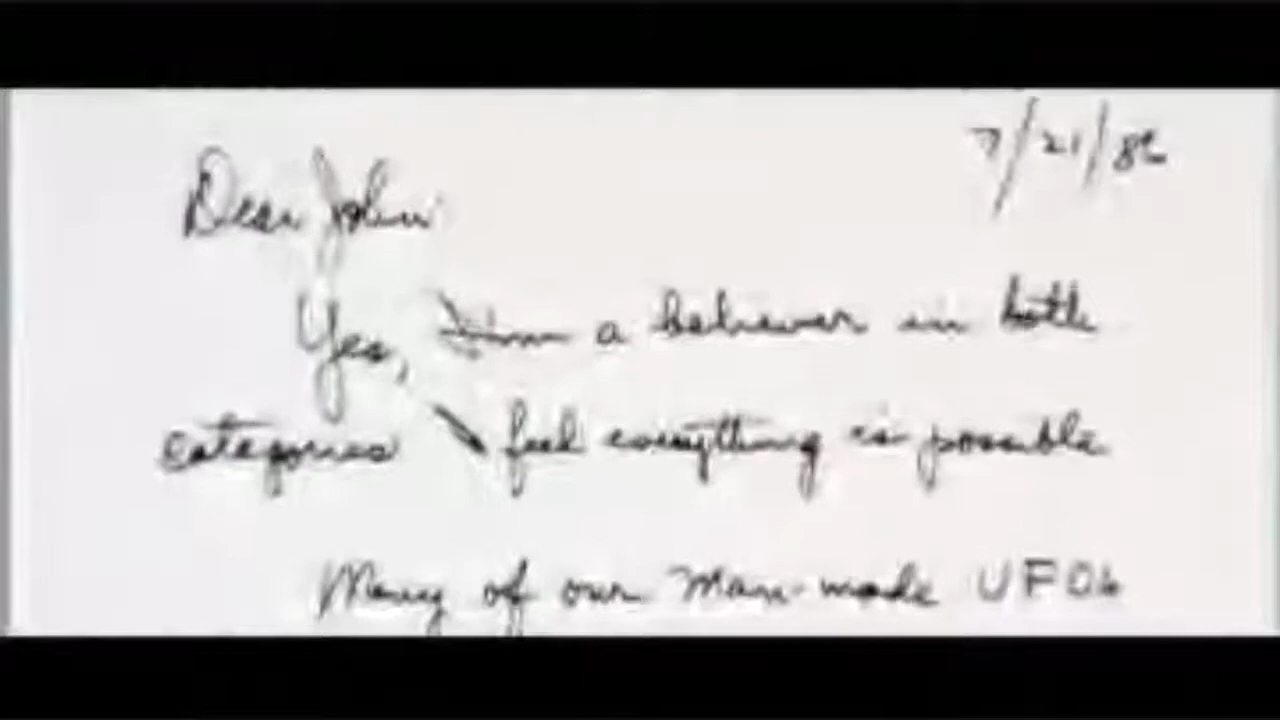 7/21/86
Dear John
Yes, I'm a believer in both
categories I feel everything is possible
Many of our man-made UFOs